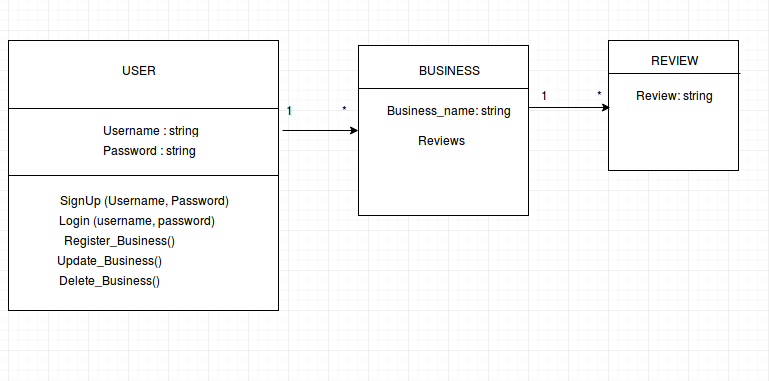 USER
Username : string
Password : string
SignUp (Username, Password)
Login (username, password)
Register_Business()
Update_Business()
Delete_Business()
1
*
BUSINESS
Business_name: string
Reviews
1
*
REVIEW
Review: string